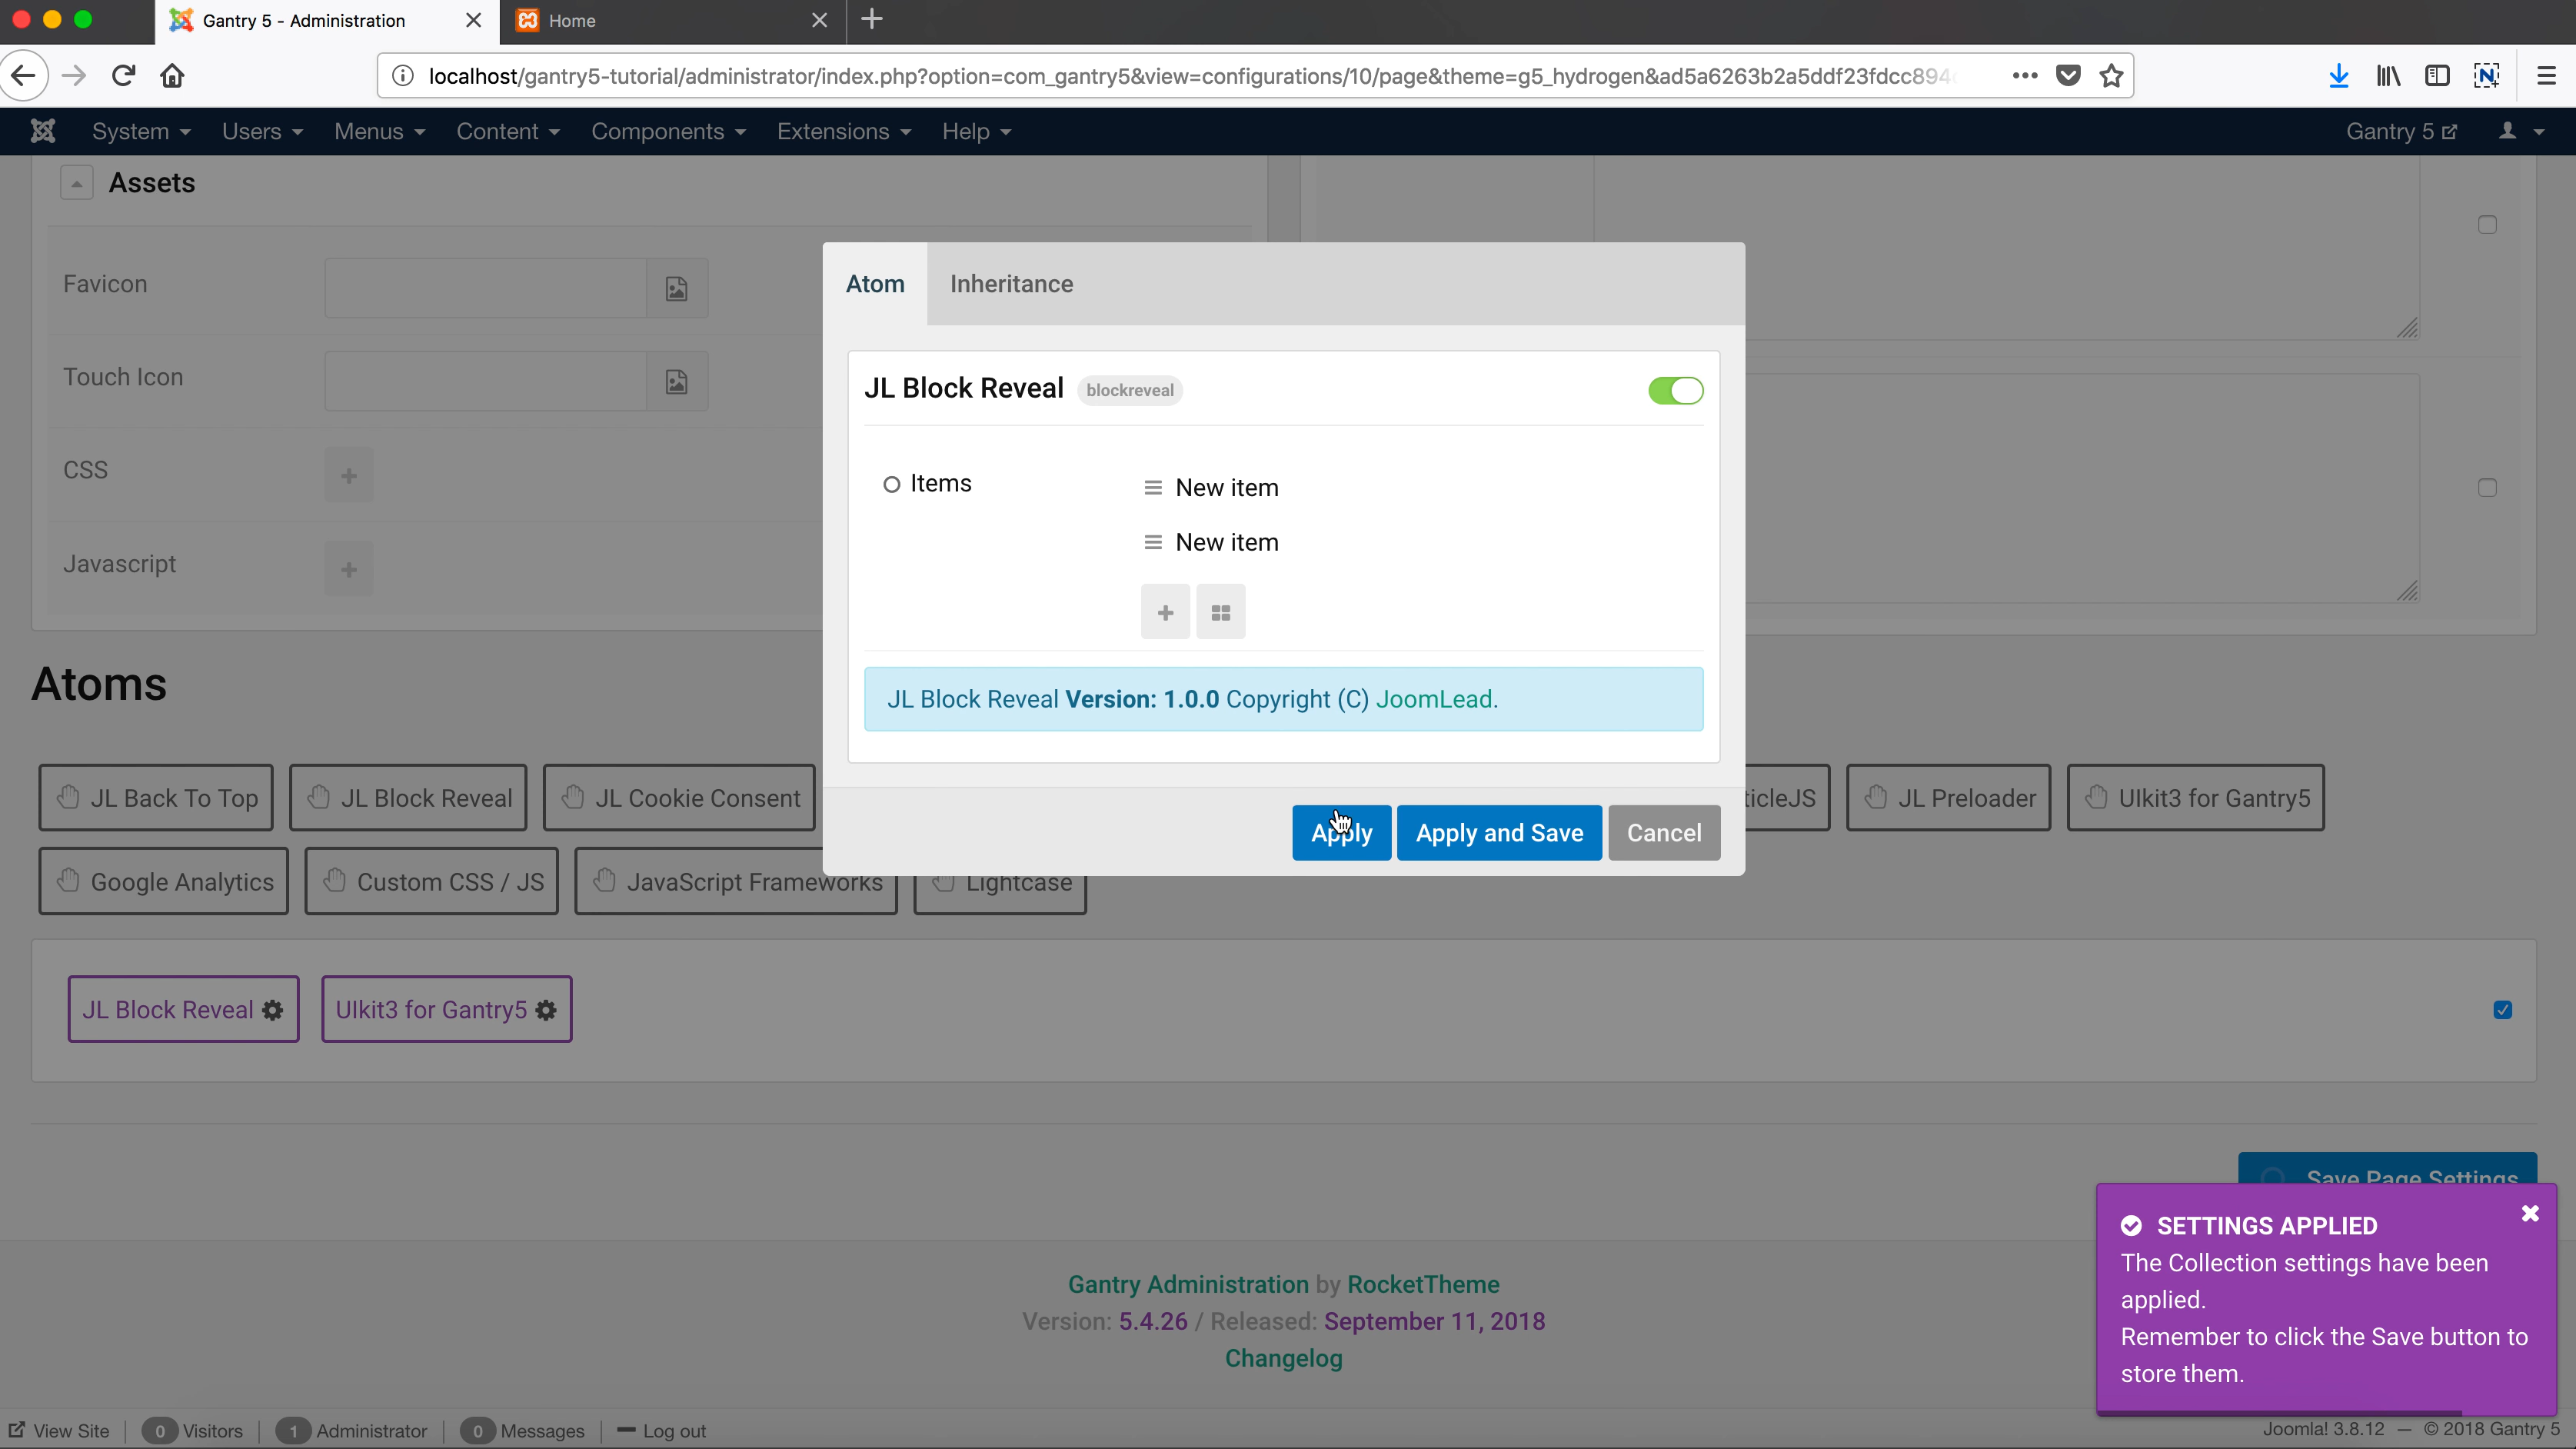 Gantry 5 - Administration
Home
localhost/gantry5-tutorial/administrator/index.php?option=com_gantry5&view=configurations/10/page&theme=g5_hydrogen&ad5a6263b2a5ddf23fdcc894
System Users Menus Content Components Extensions Help Gantry 5
Assets
Favicon
Touch Icon
CSS
Javascript
Atom Inheritance
JL Block Reveal blockreveal
Items
New item
New item
JL Block Reveal Version: 1.0.0 Copyright (C) JoomLead.
Apply Apply and Save Cancel
Atoms
JL Back To Top JL Block Reveal JL Cookie Consent ticleJS JL Preloader UIkit3 for Gantry5
Google Analytics Custom CSS / JS JavaScript Frameworks Lightcase
JL Block Reveal UIkit3 for Gantry5
Save Page Settings
SETTINGS APPLIED
The Collection settings have been
applied.
Remember to click the Save button to
store them.
Gantry Administration by RocketTheme
Version: 5.4.26 / Released: September 11, 2018
Changelog
View Site 0 Visitors 1 Administrator 0 Messages Log out Joomla! 3.8.12 — © 2018 Gantry 5